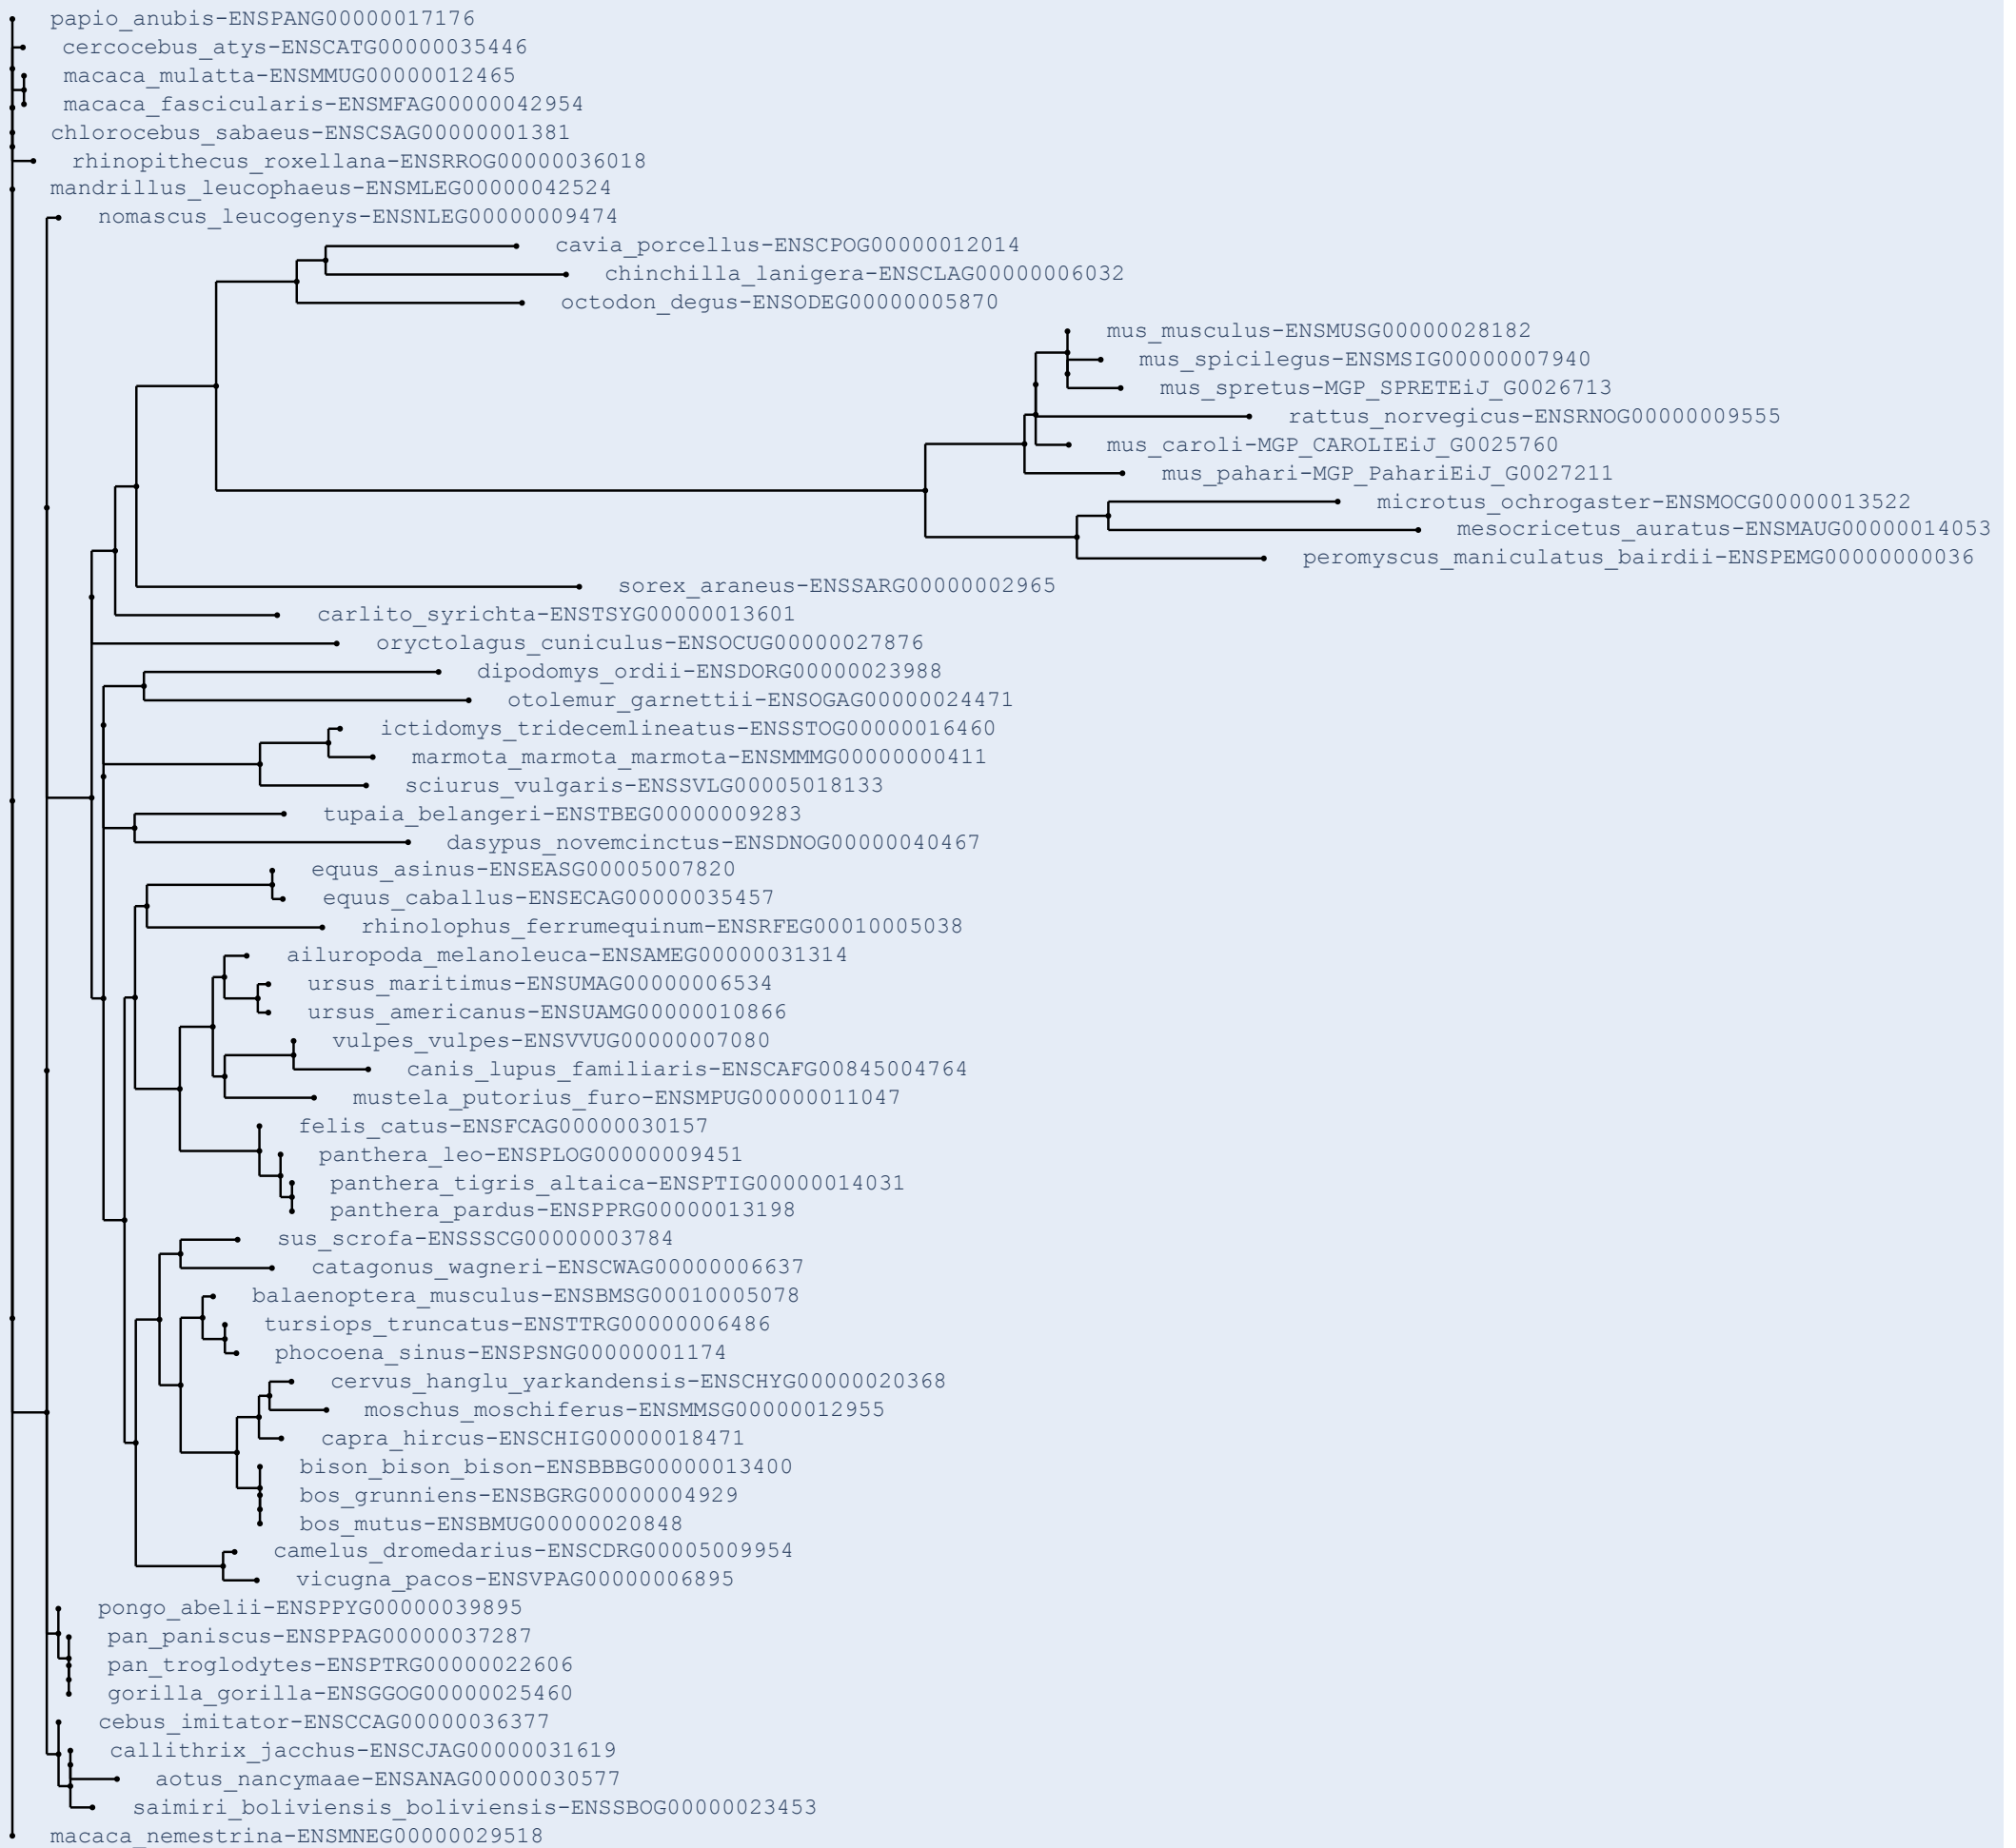 papio_anubis-ENSPANG00000017176
cercocebus_atys-ENSCATG00000035446
macaca_mulatta-ENSMMUG00000012465
macaca_fascicularis-ENSMFAG00000042954
chlorocebus_sabaeus-ENSCSAG00000001381
rhinopithecus_roxellana-ENSRROG00000036018
mandrillus_leucophaeus-ENSMLEG00000042524
nomascus_leucogenys-ENSNLEG00000009474
cavia_porcellus-ENSCPOG00000012014
chinchilla_lanigera-ENSCLAG00000006032
octodon_degus-ENSODEG00000005870
mus_musculus-ENSMUSG00000028182
mus_spicilegus-ENSMSIG00000007940
mus_spretus-MGP_SPRETEiJ_G0026713
rattus_norvegicus-ENSRNOG00000009555
mus_caroli-MGP_CAROLIEiJ_G0025760
mus_pahari-MGP_PahariEiJ_G0027211
microtus_ochrogaster-ENSMOCG00000013522
mesocricetus_auratus-ENSMAUG00000014053
peromyscus_maniculatus_bairdii-ENSPEMG00000000036
sorex_araneus-ENSSARG00000002965
carlito_syrichta-ENSTSYG00000013601
oryctolagus_cuniculus-ENSOCUG00000027876
dipodomys_ordii-ENSDORG00000023988
otolemur_garnettii-ENSOGAG00000024471
ictidomys_tridecemlineatus-ENSSTOG00000016460
marmota_marmota_marmota-ENSMMMG00000000411
sciurus_vulgaris-ENSSVLG00005018133
tupaia_belangeri-ENSTBEG00000009283
dasypus_novemcinctus-ENSDNOG00000040467
equus_asinus-ENSEASG00005007820
equus_caballus-ENSECAG00000035457
rhinolophus_ferrumequinum-ENSRFEG00010005038
ailuropoda_melanoleuca-ENSAMEG00000031314
ursus_maritimus-ENSUMAG00000006534
ursus_americanus-ENSUAMG00000010866
vulpes_vulpes-ENSVVUG00000007080
canis_lupus_familiaris-ENSCAFG00845004764
mustela_putorius_furo-ENSMPUG00000011047
felis_catus-ENSFCAG00000030157
panthera_leo-ENSPLOG00000009451
panthera_tigris_altaica-ENSPTIG00000014031
panthera_pardus-ENSPPRG00000013198
sus_scrofa-ENSSSCG00000003784
catagonus_wagneri-ENSCWAG00000006637
balaenoptera_musculus-ENSBMSG00010005078
tursiops_truncatus-ENSTTRG00000006486
phocoena_sinus-ENSPSNG00000001174
cervus_hanglu_yarkandensis-ENSCHYG00000020368
moschus_moschiferus-ENSMMSG00000012955
capra_hircus-ENSCHIG00000018471
bison_bison_bison-ENSBBBG00000013400
bos_grunniens-ENSBGRG00000004929
bos_mutus-ENSBMUG00000020848
camelus_dromedarius-ENSCDRG00005009954
vicugna_pacos-ENSVPAG00000006895
pongo_abelii-ENSPPYG00000039895
pan_paniscus-ENSPPAG00000037287
pan_troglodytes-ENSPTRG00000022606
gorilla_gorilla-ENSGGOG00000025460
cebus_imitator-ENSCCAG00000036377
callithrix_jacchus-ENSCJAG00000031619
aotus_nancymaae-ENSANAG00000030577
saimiri_boliviensis_boliviensis-ENSSBOG00000023453
macaca_nemestrina-ENSMNEG00000029518